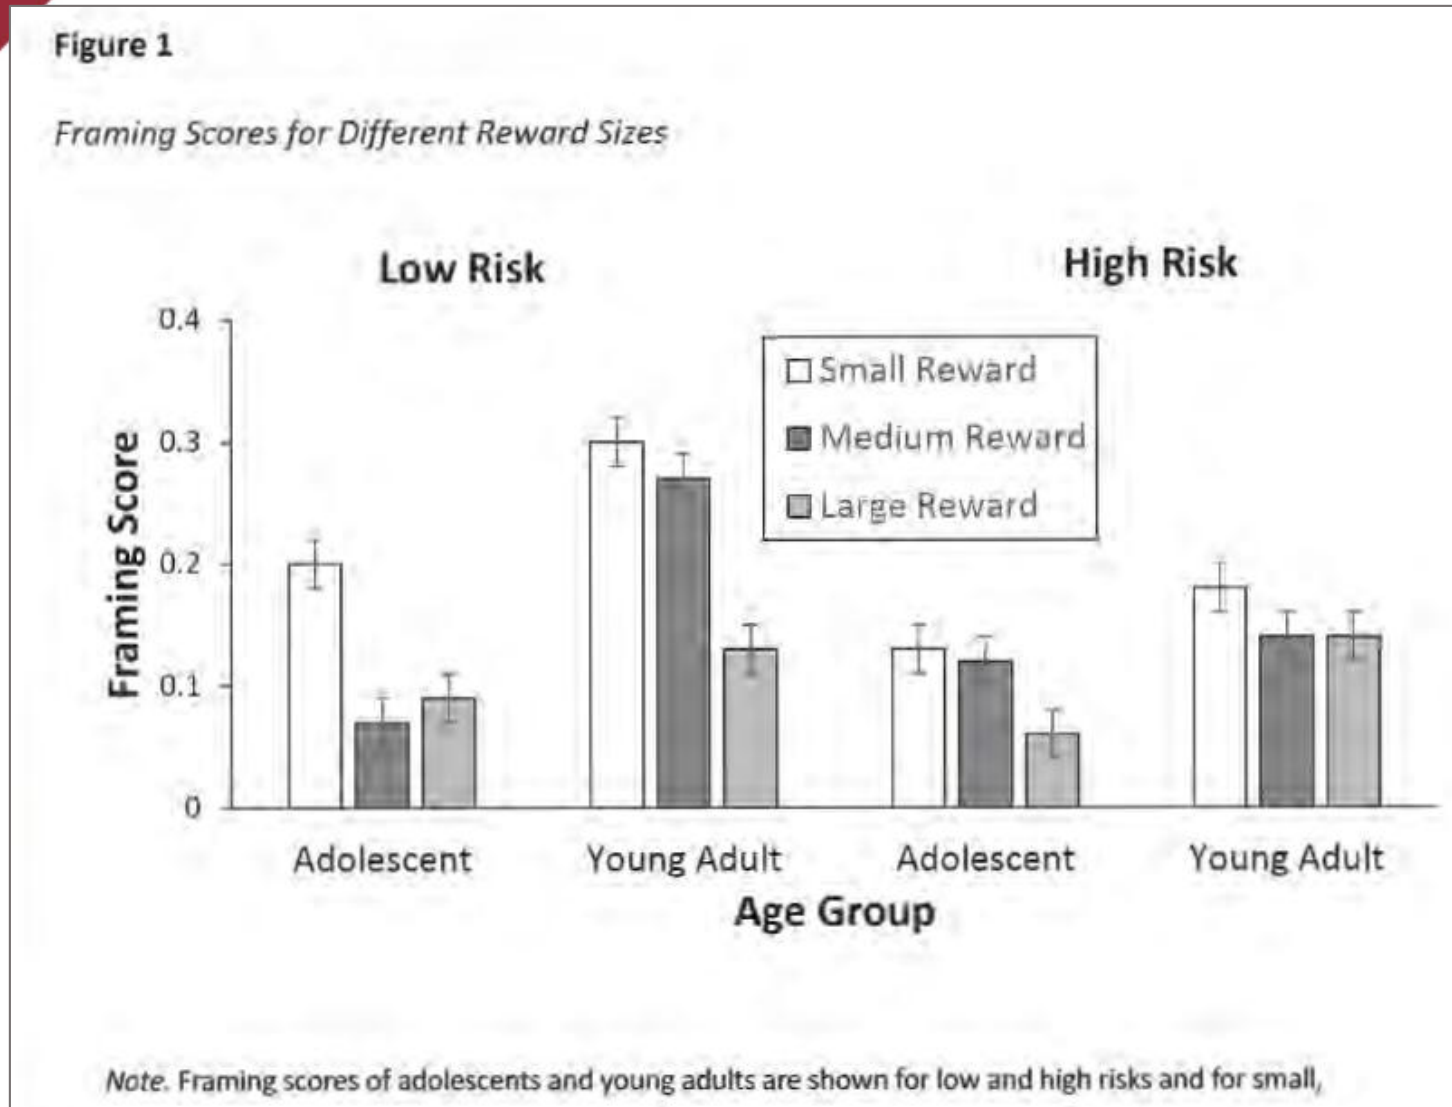 Figure 1
Framing Scores for Different Reward Sizes
Low Risk
High Risk
0.4
0.3
0.2
0.1
0
Framing Score
Small Reward
Medium Reward
Large Reward
Adolescent
Young Adult
Adolescent
Young Adult
Age Group
Note. Framing scores of adolescents and young adults are shown for low and high risks and for small,